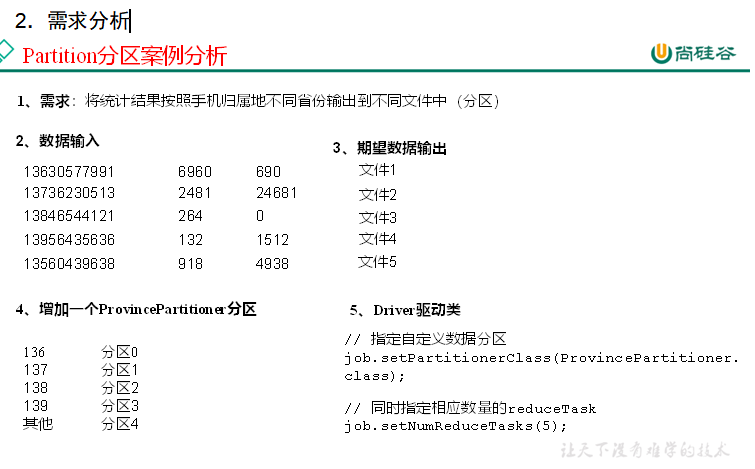 2．需求分析
Partition分区案例分析
尚硅谷
1、需求：将统计结果按照手机归属地不同省份输出到不同文件中（分区）
2、数据输入
13630577991 6960 690
13736230513 2481 24681
13846544121 264 0
13956435636 132 1512
13560439638 918 4938
3、期望数据输出
文件1
文件2
文件3
文件4
文件5
4、增加一个ProvincePartitioner分区
136 分区0
137 分区1
138 分区2
139 分区3
其他 分区4
5、Driver驱动类
// 指定自定义数据分区
job.setPartitionerClass(ProvincePartitioner.
class);
// 同时指定相应数量的reduceTask
job.setNumReduceTasks(5);
让天下没有难学的技术